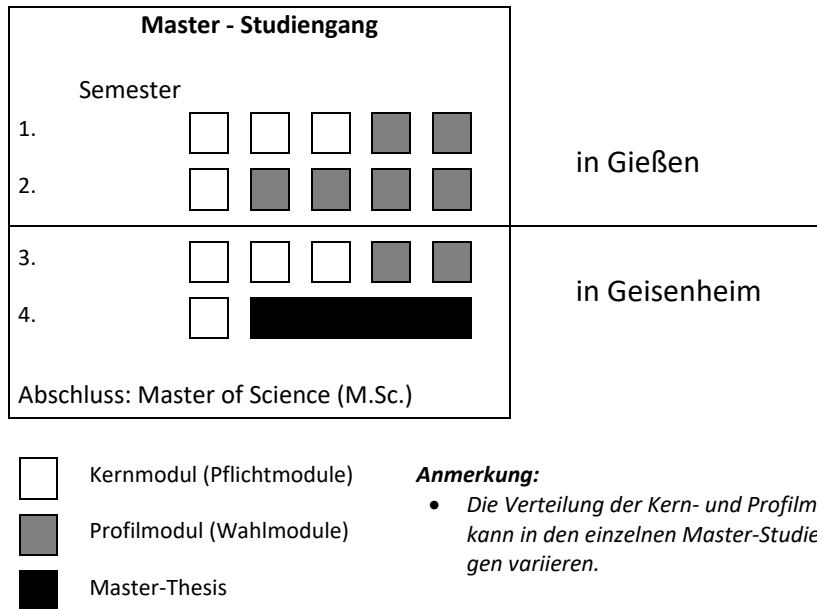 Master - Studiengang
Semester
1.
2.
in Gießen
3.
4.
in Geisenheim
Abschluss: Master of Science (M.Sc.)
Kernmodul (Pflichtmodule)
Profilmodul (Wahlmodule)
Master-Thesis
Anmerkung:
• Die Verteilung der Kern- und Profilm
kann in den einzelnen Master-Studie
gen variieren.